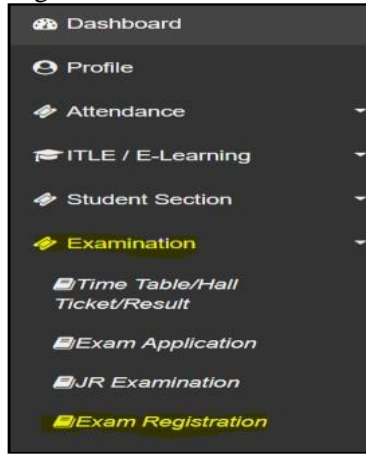 Dashboard
Profile
Attendance
ITLE / E-Learning
Student Section
Examination
Time Table/Hall
Ticket/Result
Exam Application
JR Examination
Exam Registration